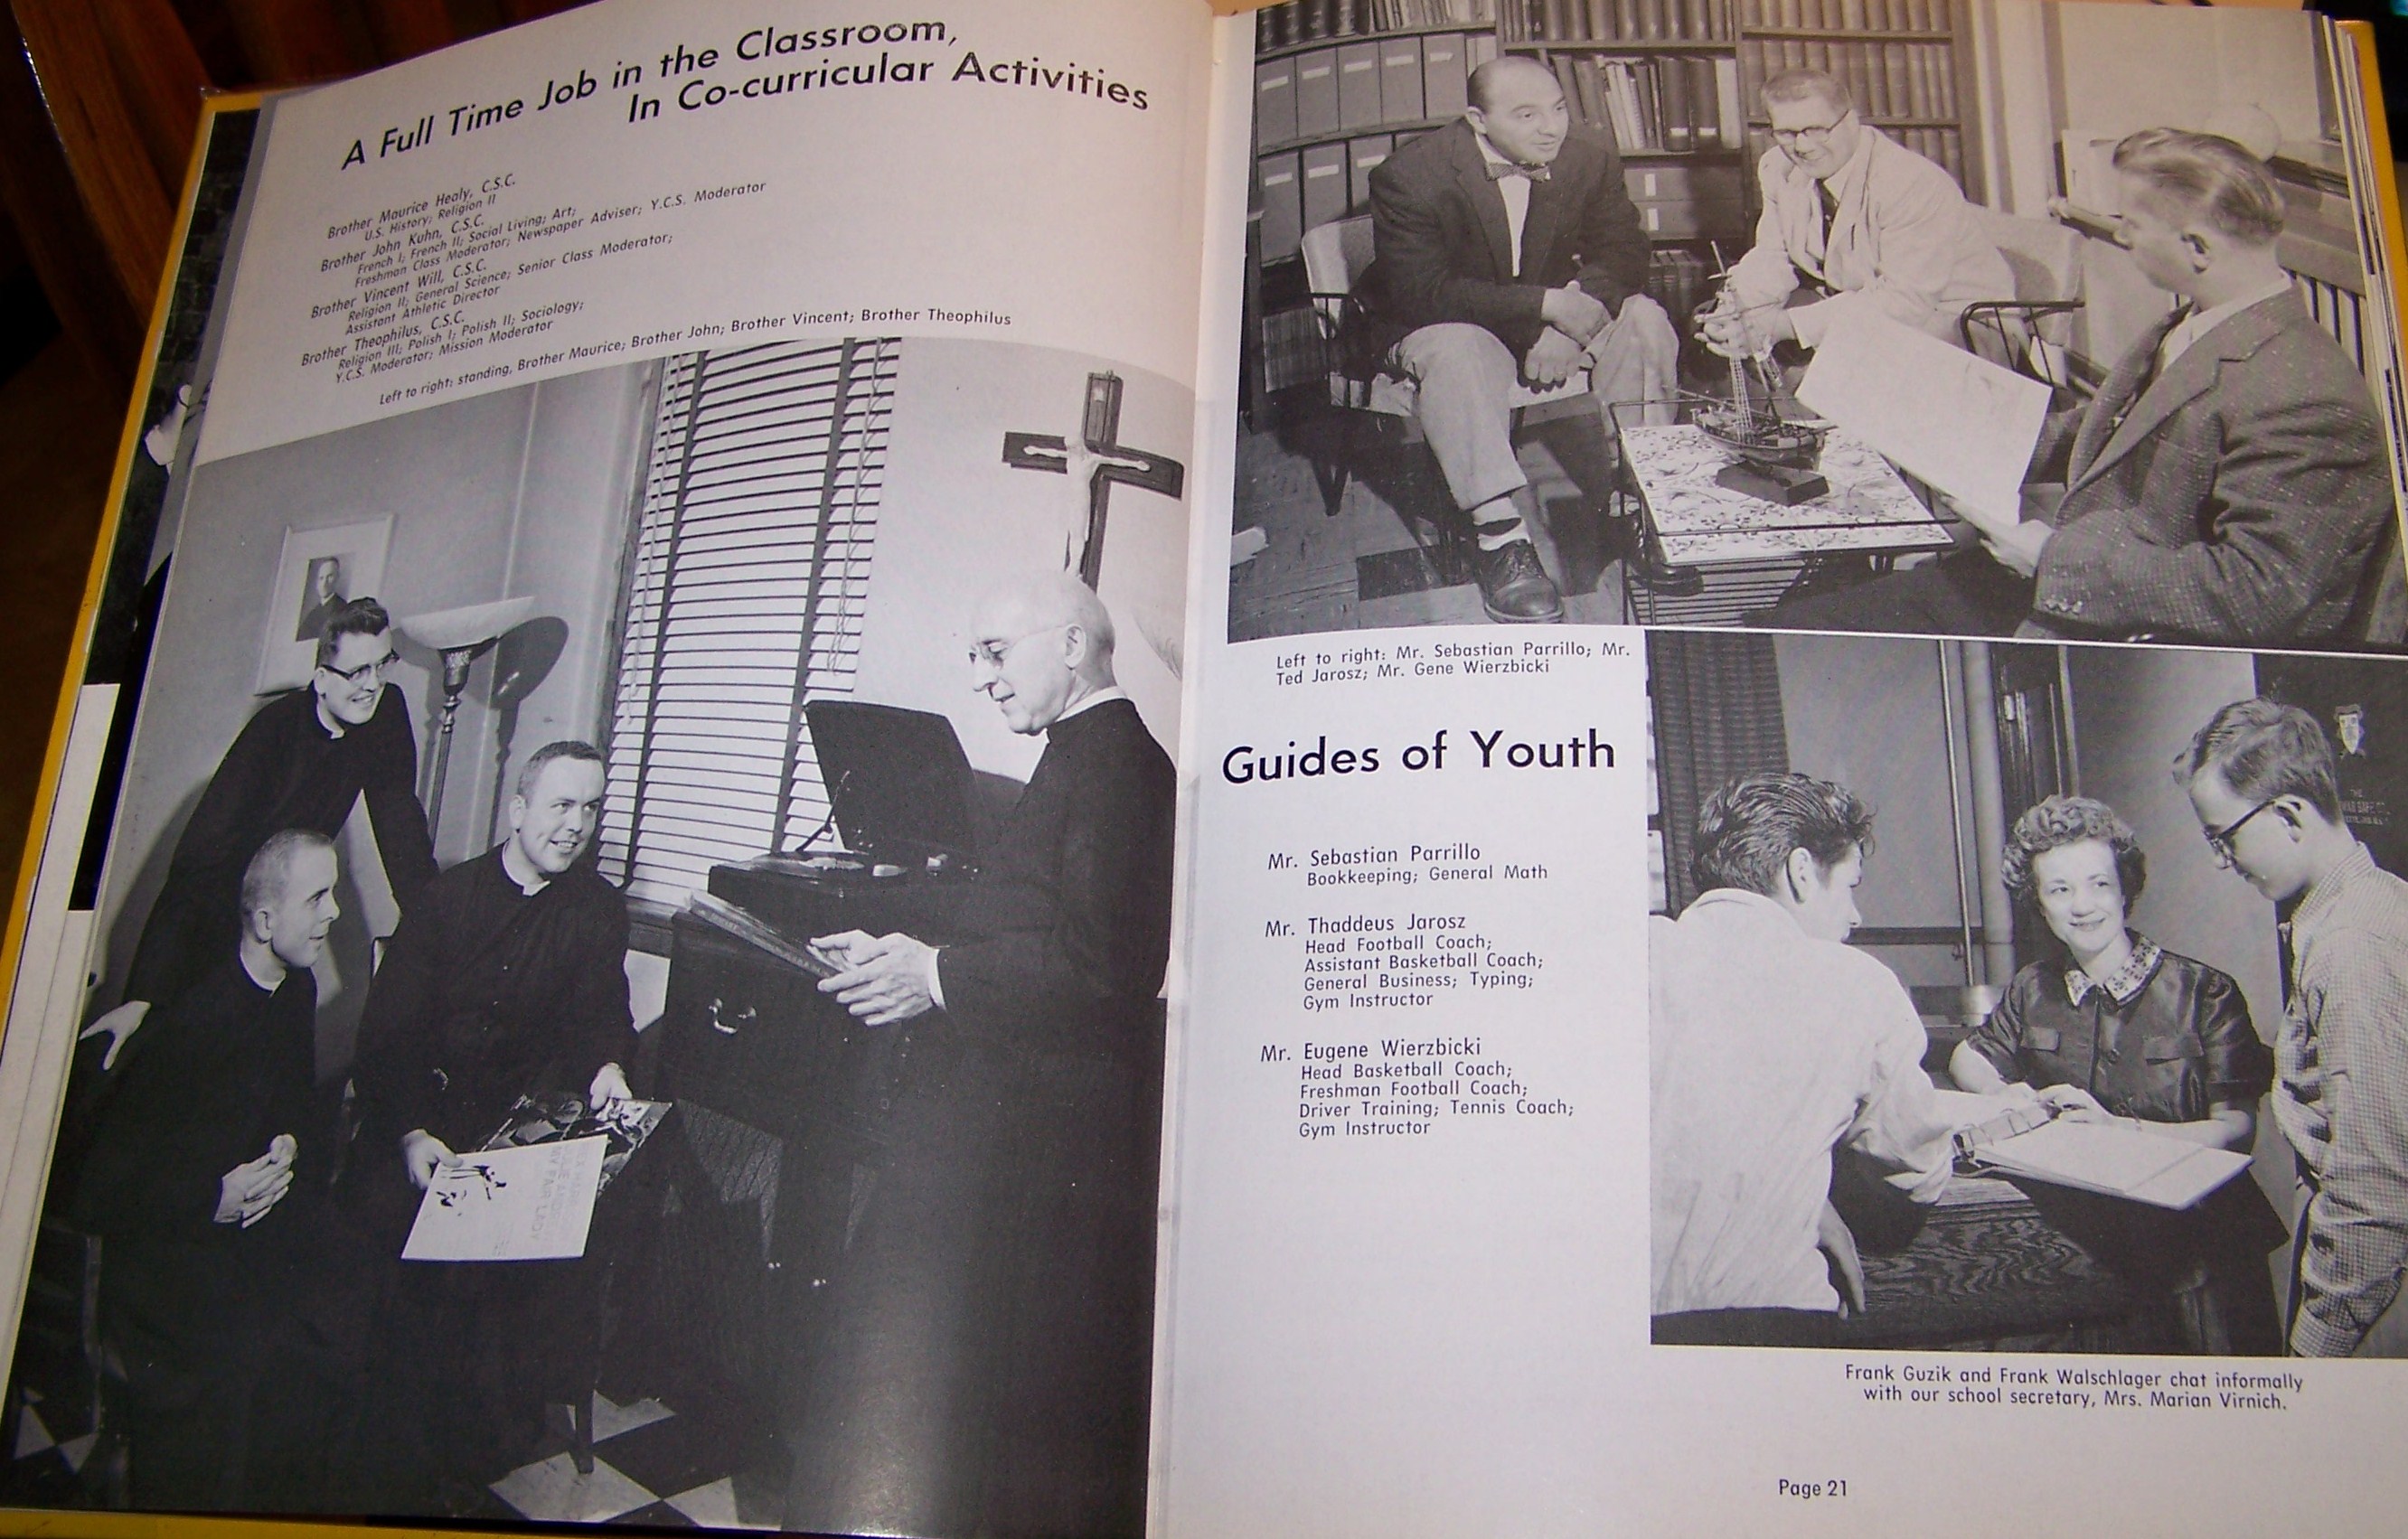 A Full Time Job in the Classroom,
In Co-curricular Activities
Brother Maurice Healy, C.S.C.
U.S. History; Religion II
Brother John Kuhn, C.S.C.
French I; French II; Social Living; Art;
Freshman Class Moderator; Newspaper Adviser; Y.C.S. Moderator
Brother Vincent Will, C.S.C.
Religion II; General Science; Senior Class Moderator;
Assistant Athletic Director
Brother Theophilus, C.S.C.
Religion III; Polish I; Polish II; Sociology;
Y.C.S. Moderator; Mission Moderator
Left to right: standing, Brother Maurice; Brother John; Brother Vincent; Brother Theophilus
MY FAIR LADY
Left to right: Mr. Sebastian Parrillo; Mr.
Ted Jarosz; Mr. Gene Wierzbicki
Guides of Youth
Mr. Sebastian Parrillo
Bookkeeping; General Math
Mr. Thaddeus Jarosz
Head Football Coach;
Assistant Basketball Coach;
General Business; Typing;
Gym Instructor
Mr. Eugene Wierzbicki
Head Basketball Coach;
Freshman Football Coach;
Driver Training; Tennis Coach;
Gym Instructor
THE
Frank Guzik and Frank Walschlager chat informally
with our school secretary, Mrs. Marian Virnich.
Page 21